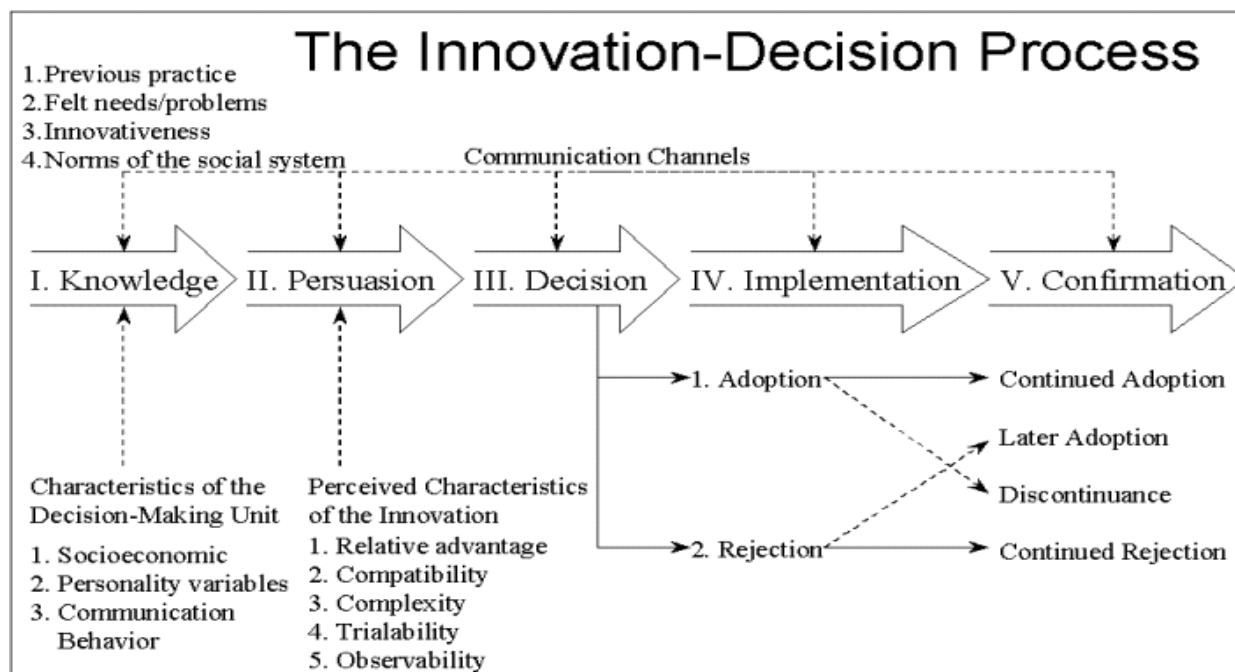 The Innovation-Decision Process
1.Previous practice
2.Felt needs/problems
3.Innovativeness
4.Norms of the social system
Communication Channels
I. Knowledge
II. Persuasion
III. Decision
IV. Implementation
V. Confirmation
1. Adoption
Continued Adoption
Later Adoption
Discontinuance
2. Rejection
Continued Rejection
Characteristics of the
Decision-Making Unit
1. Socioeconomic
2. Personality variables
3. Communication
Behavior
Perceived Characteristics
of the Innovation
1. Relative advantage
2. Compatibility
3. Complexity
4. Trialability
5. Observability